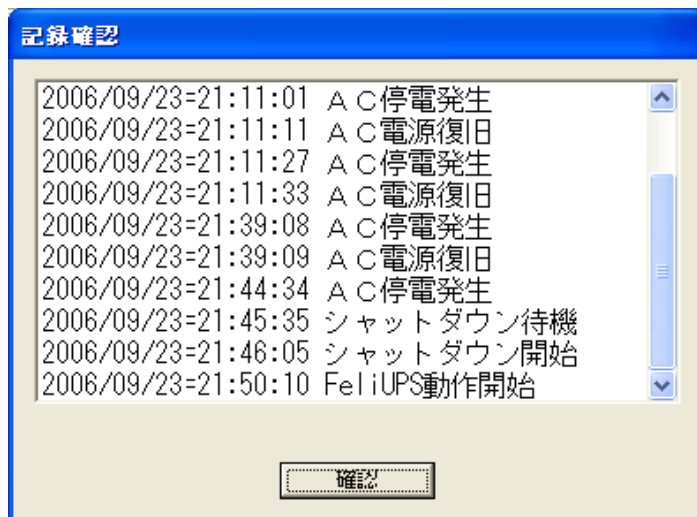 記録確認
2006/09/23=21:11:01 ＡＣ停電発生
2006/09/23=21:11:11 ＡＣ電源復旧
2006/09/23=21:11:27 ＡＣ停電発生
2006/09/23=21:11:33 ＡＣ電源復旧
2006/09/23=21:39:08 ＡＣ停電発生
2006/09/23=21:39:09 ＡＣ電源復旧
2006/09/23=21:44:34 ＡＣ停電発生
2006/09/23=21:45:35 シャットダウン待機
2006/09/23=21:46:05 シャットダウン開始
2006/09/23=21:50:10 FeliUPS動作開始
確認